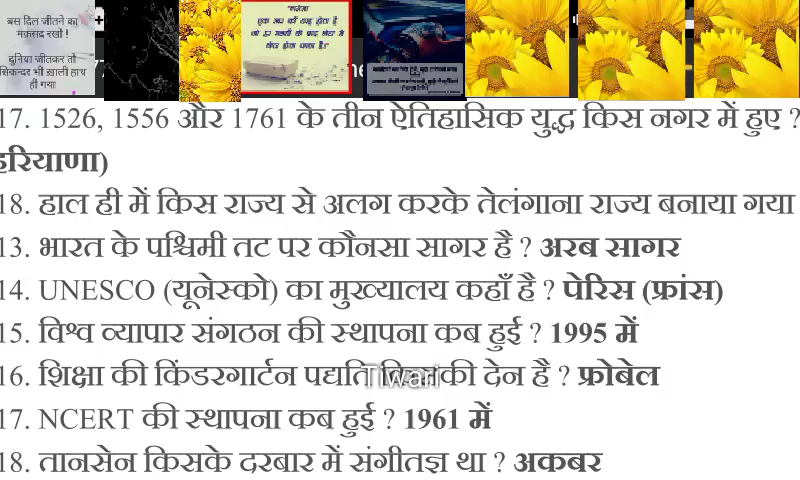 बस दिल जीतने का
मकसद रखो !
दुनिया जीतकर तो
सिकन्दर भी ख़ाली हाथ
ही गया
17. 1526, 1556 और 1761 के तीन ऐतिहासिक युद्ध किस नगर में हुए ?
हरियाणा)
18. हाल ही में किस राज्य से अलग करके तेलंगाना राज्य बनाया गया
13. भारत के पश्चिमी तट पर कौनसा सागर है ? अरब सागर
14. UNESCO (यूनेस्को) का मुख्यालय कहाँ है ? पेरिस (फ्रांस)
15. विश्व व्यापार संगठन की स्थापना कब हुई ? 1995 में
16. शिक्षा की किंडरगार्टन पद्यति किसकी देन है ? फ्रोबेल
Tiwari
17. NCERT की स्थापना कब हुई ? 1961 में
18. तानसेन किसके दरबार में संगीतज्ञ था ? अकबर